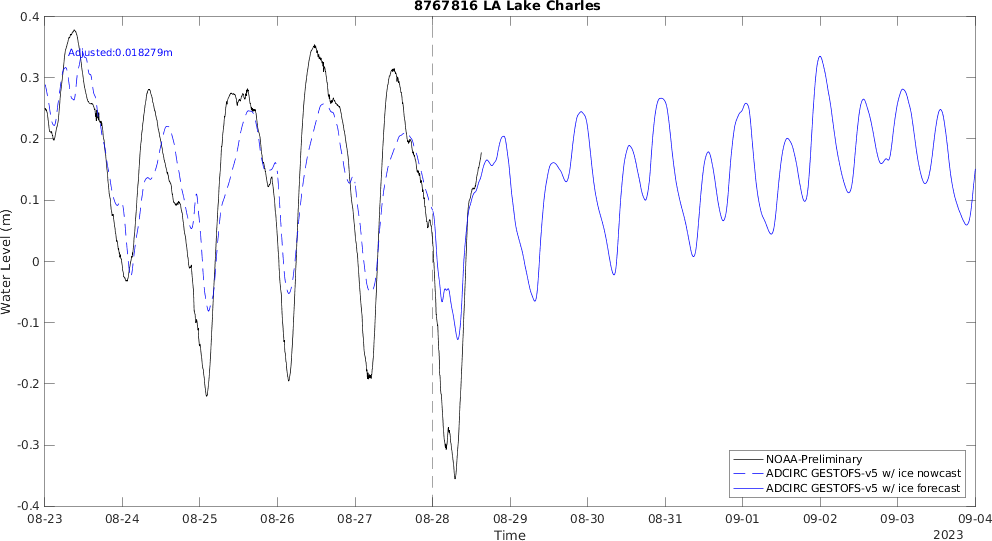 8767816 LA Lake Charles
Adjusted:0.018279m
0.4
0.3
0.2
0.1
0
-0.1
-0.2
-0.3
-0.4
Water Level (m)
NOAA-Preliminary
ADCIRC GESTOFS-v5 w/ ice nowcast
ADCIRC GESTOFS-v5 w/ ice forecast
08-23 08-24 08-25 08-26 08-27 08-28 08-29 08-30 08-31 09-01 09-02 09-03 09-04
Time
2023